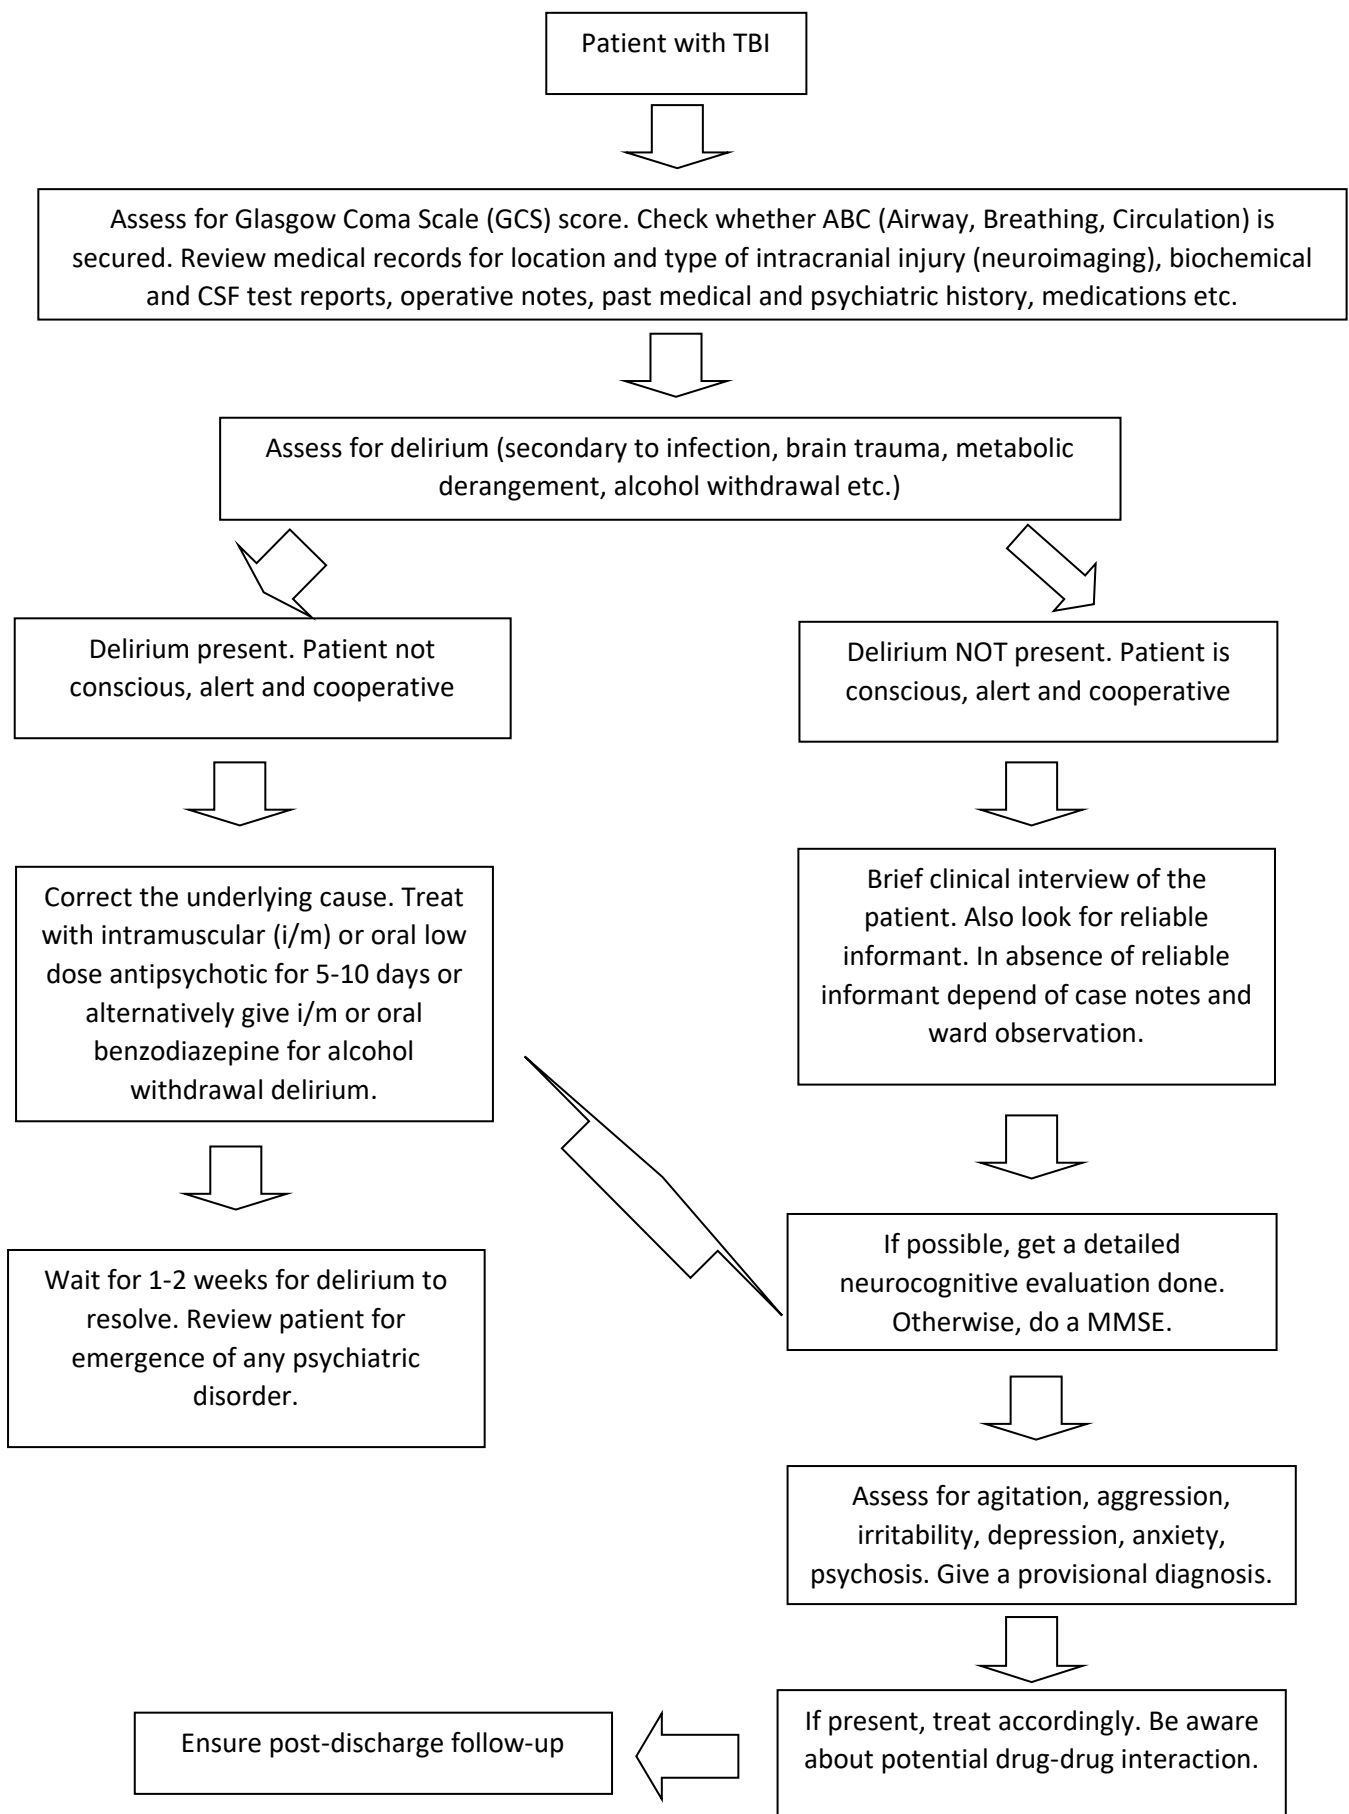 Patient with TBI
Assess for Glasgow Coma Scale (GCS) score. Check whether ABC (Airway, Breathing, Circulation) is
secured. Review medical records for location and type of intracranial injury (neuroimaging), biochemical
and CSF test reports, operative notes, past medical and psychiatric history, medications etc.
Assess for delirium (secondary to infection, brain trauma, metabolic
derangement, alcohol withdrawal etc.)
Delirium present. Patient not
conscious, alert and cooperative
Delirium NOT present. Patient is
conscious, alert and cooperative
Correct the underlying cause. Treat
with intramuscular (i/m) or oral low
dose antipsychotic for 5-10 days or
alternatively give i/m or oral
benzodiazepine for alcohol
withdrawal delirium.
Brief clinical interview of the
patient. Also look for reliable
informant. In absence of reliable
informant depend of case notes and
ward observation.
Wait for 1-2 weeks for delirium to
resolve. Review patient for
emergence of any psychiatric
disorder.
If possible, get a detailed
neurocognitive evaluation done.
Otherwise, do a MMSE.
Assess for agitation, aggression,
irritability, depression, anxiety,
psychosis. Give a provisional diagnosis.
If present, treat accordingly. Be aware
about potential drug-drug interaction.
Ensure post-discharge follow-up